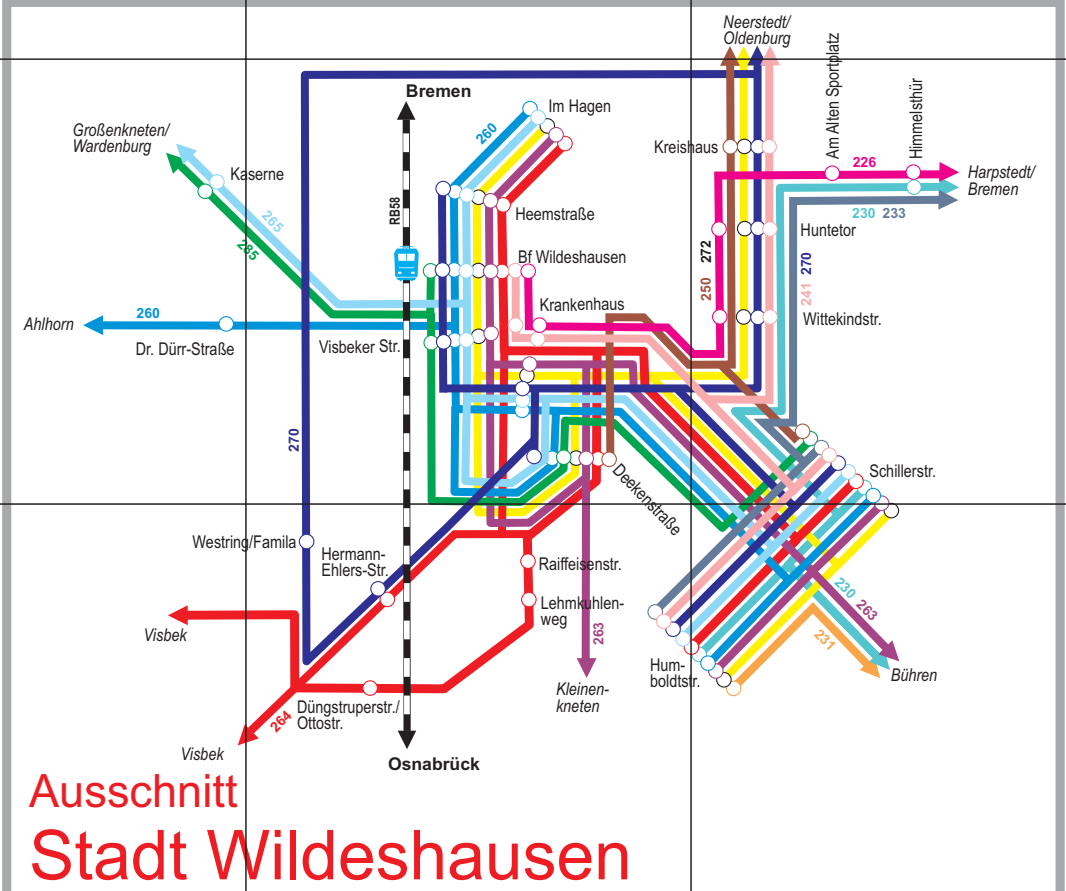 Neerstedt/
Oldenburg
Bremen
Im Hagen
260
Großenkneten/
Wardenburg
Kreishaus
Am Alten Sportplatz
Himmelsthür
226
Kaserne
Harpstedt/
Bremen
RB58
265
285
Heemstraße
230 233
Huntetor
272
270
Bf Wildeshausen
250
241
Krankenhaus
260
Ahlhorn
Wittekindstr.
Dr. Dürr-Straße
Visbeker Str.
270
Schillerstr.
Deekenstraße
Westring/Famila
Hermann-
Ehlers-Str.
Raiffeisenstr.
230
263
Lehmkuhlen-
weg
Visbek
263
231
Hum-
boldtstr.
Bühren
Kleinen-
kneten
Düngstruperstr./
Ottostr.
264
Visbek
Osnabrück
Ausschnitt
Stadt Wildeshausen